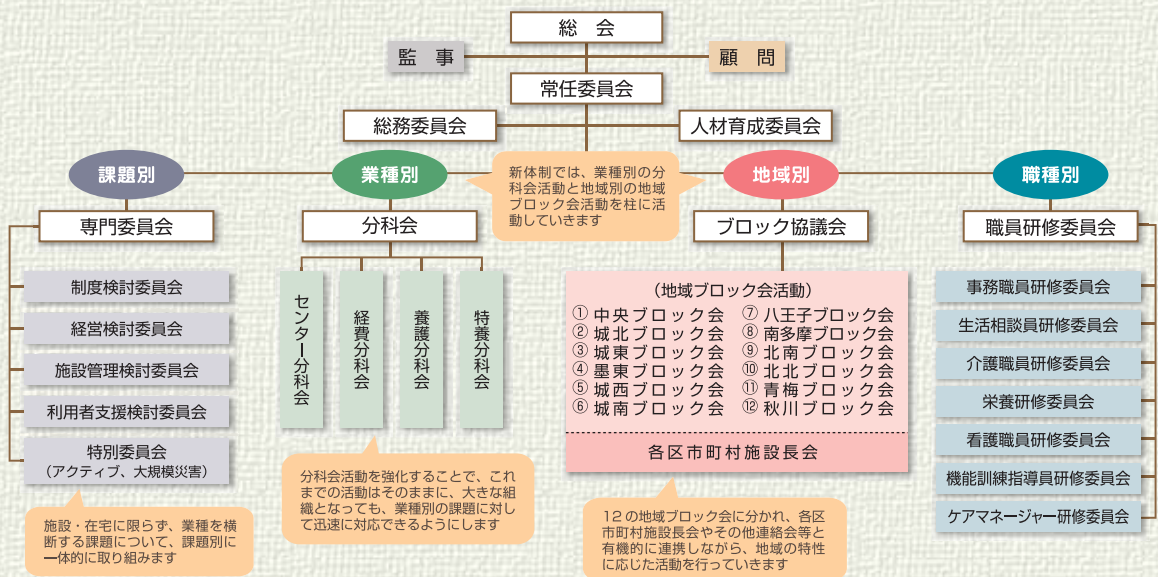 総　会
監　事
顧　問
常任委員会
総務委員会
人材育成委員会
課題別
業種別
新体制では、業種別の分
科会活動と地域別の地域
ブロック会活動を柱に活
動していきます
地域別
職種別
専門委員会
分科会
ブロック協議会
職員研修委員会
制度検討委員会
経営検討委員会
施設管理検討委員会
利用者支援検討委員会
特別委員会
（アクティブ、大規模災害）
施設・在宅に限らず、業種を横
断する課題について、課題別に
一体的に取り組みます
センター分科会
経費分科会
養護分科会
特養分科会
分科会活動を強化することで、これ
までの活動はそのままに、大きな組
織となっても、業種別の課題に対し
て迅速に対応できるようにします
（地域ブロック会活動）
① 中央ブロック会
② 城北ブロック会
③ 城東ブロック会
④ 墨東ブロック会
⑤ 城西ブロック会
⑥ 城南ブロック会
⑦ 八王子ブロック会
⑧ 南多摩ブロック会
⑨ 北南ブロック会
⑩ 北北ブロック会
⑪ 青梅ブロック会
⑫ 秋川ブロック会
各区市町村施設長会
12の地域ブロック会に分かれ、各区
市町村施設長会やその他連絡会等と
有機的に連携しながら、地域の特性
に応じた活動を行っていきます
事務職員研修委員会
生活相談員研修委員会
介護職員研修委員会
栄養研修委員会
看護職員研修委員会
機能訓練指導員研修委員会
ケアマネージャー研修委員会